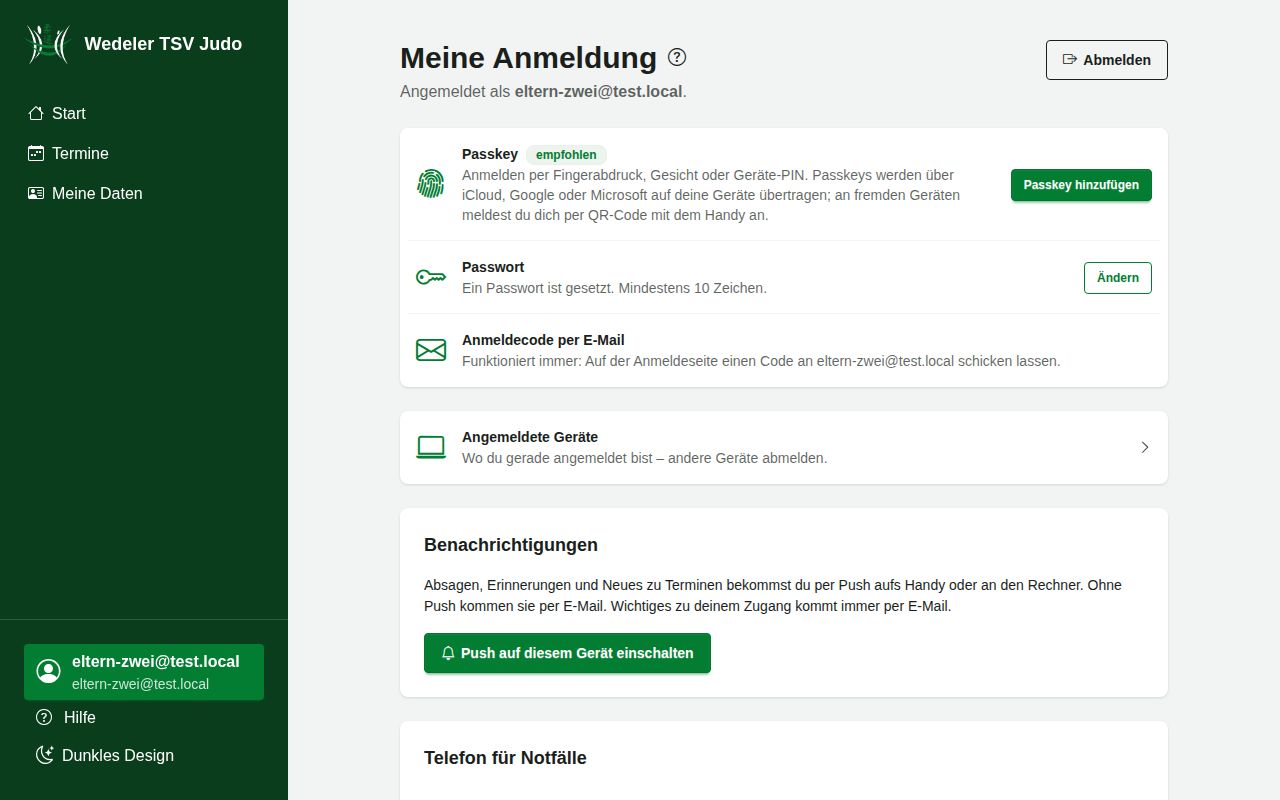 Wedeler TSV Judo
Start
Termine
Meine Daten
eltern-zwei@test.local
eltern-zwei@test.local
Hilfe
Dunkles Design
Meine Anmeldung
Angemeldet als eltern-zwei@test.local.
Abmelden
Passkey empfohlen
Anmelden per Fingerabdruck, Gesicht oder Geräte-PIN. Passkeys werden über
iCloud, Google oder Microsoft auf deine Geräte übertragen; an fremden Geräten
meldest du dich per QR-Code mit dem Handy an.
Passkey hinzufügen
Passwort
Ein Passwort ist gesetzt. Mindestens 10 Zeichen.
Ändern
Anmeldecode per E-Mail
Funktioniert immer: Auf der Anmeldeseite einen Code an eltern-zwei@test.local schicken lassen.
Angemeldete Geräte
Wo du gerade angemeldet bist – andere Geräte abmelden.
Benachrichtigungen
Absagen, Erinnerungen und Neues zu Terminen bekommst du per Push aufs Handy oder an den Rechner. Ohne
Push kommen sie per E-Mail. Wichtiges zu deinem Zugang kommt immer per E-Mail.
Push auf diesem Gerät einschalten
Telefon für Notfälle